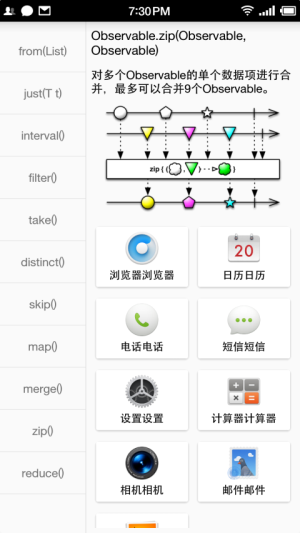 7:30 PM
from(List)
just(T t)
interval()
filter()
take()
distinct()
skip()
map()
merge()
zip()
reduce()
Observable.zip(Observable,
Observable)
对多个Observable的单个数据项进行合
并，最多可以合并9个Observable。
zip { ( , ) - - }
浏览器浏览器
20
日历日历
电话电话
短信短信
设置设置
计算器计算器
相机相机
邮件邮件